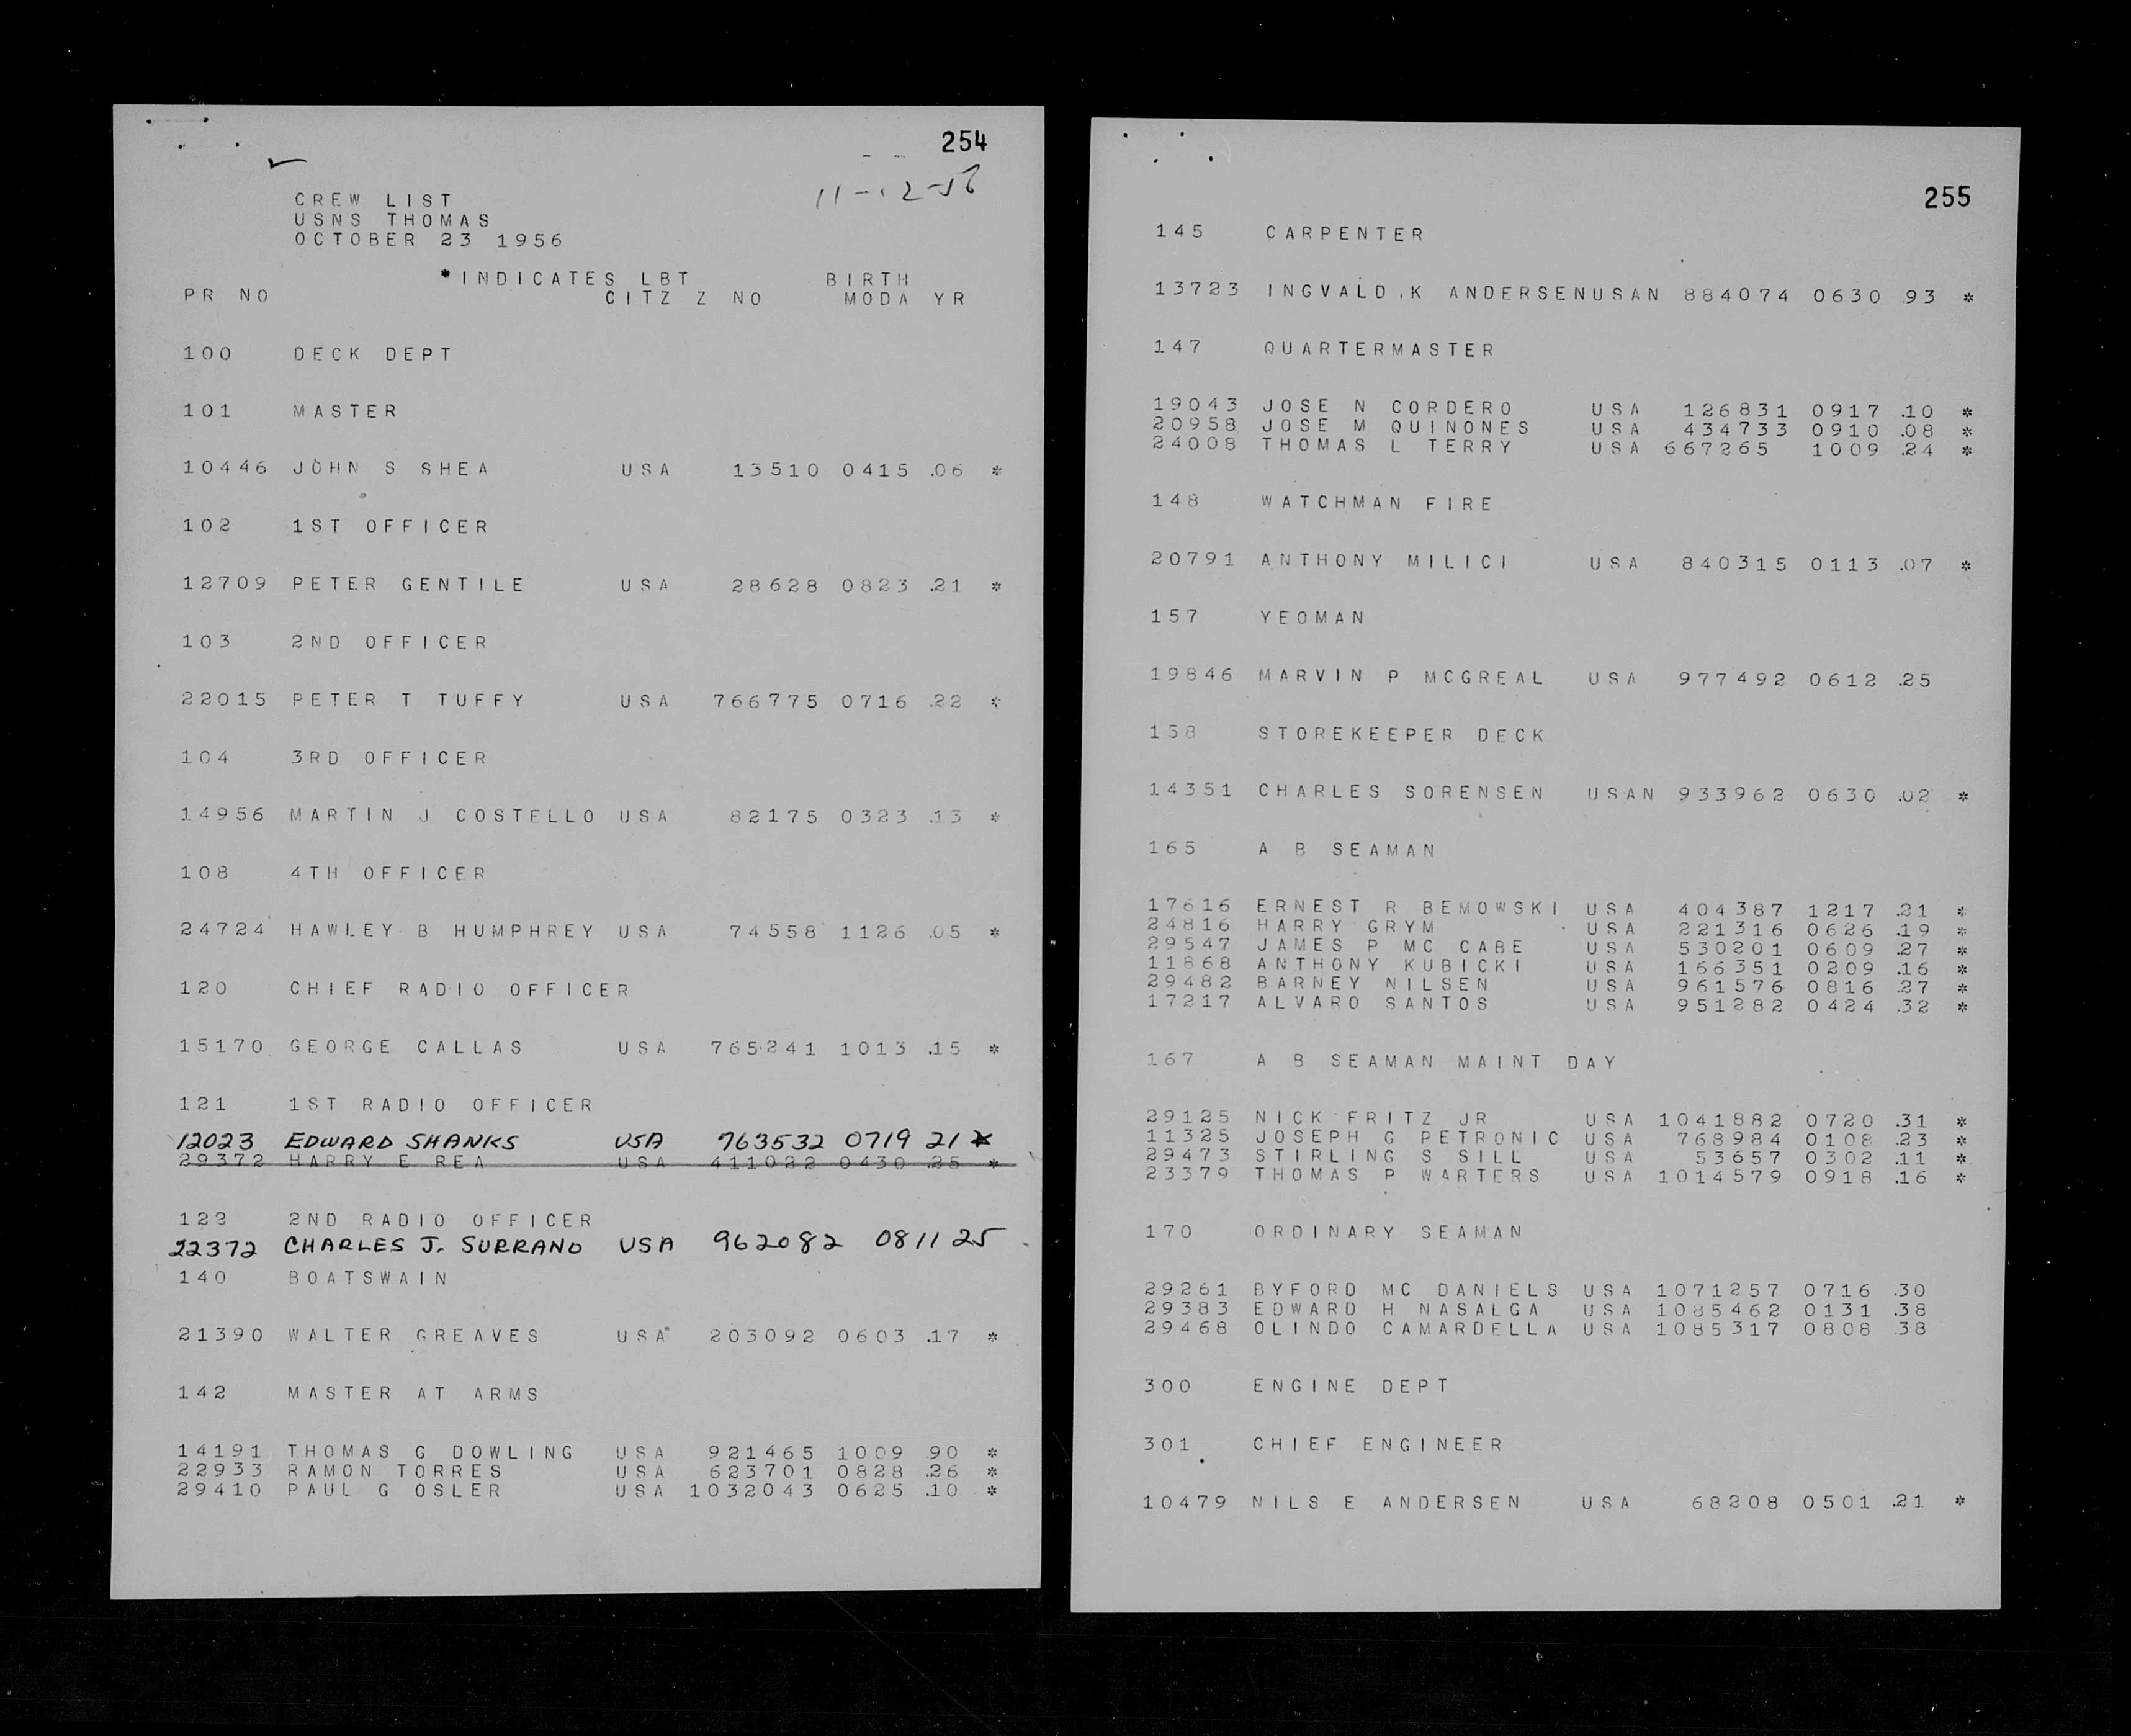 254
11-12-56
CREW LIST
USNS THOMAS
OCTOBER 23 1956
*INDICATES LBT BIRTH
PR NO CITZ Z NO MODA YR
100 DECK DEPT
101 MASTER
10446 JOHN S SHEA USA 13510 0415 .06 *
102 1ST OFFICER
12709 PETER GENTILE USA 28628 0823 .21 *
103 2ND OFFICER
22015 PETER T TUFFY USA 766775 0716 .22 *
104 3RD OFFICER
14956 MARTIN J COSTELLO USA 82175 0323 .13 *
108 4TH OFFICER
24724 HAWLEY B HUMPHREY USA 74558 1126 .05 *
120 CHIEF RADIO OFFICER
15170 GEORGE CALLAS USA 765241 1013 .15 *
121 1ST RADIO OFFICER
12023 EDWARD SHANKS USA 763532 0719 21 *
29372 HARRY E REA USA 411022 0430 .25 *
122 2ND RADIO OFFICER
22372 CHARLES J. SURRANO USA 962082 0811 25
140 BOATSWAIN
21390 WALTER GREAVES USA 203092 0603 .17 *
142 MASTER AT ARMS
14191 THOMAS G DOWLING USA 921465 1009 .90 *
22933 RAMON TORRES USA 623701 0828 .26 *
29410 PAUL G OSLER USA 1032043 0625 .10 *
255
145 CARPENTER
13723 INGVALD K ANDERSENUSAN 884074 0630 .93 *
147 QUARTERMASTER
19043 JOSE N CORDERO USA 126831 0917 .10 *
20958 JOSE M QUINONES USA 434733 0910 .08 *
24008 THOMAS L TERRY USA 667265 1009 .24 *
148 WATCHMAN FIRE
20791 ANTHONY MILICI USA 840315 0113 .07 *
157 YEOMAN
19846 MARVIN P MCGREAL USA 977492 0612 .25
158 STOREKEEPER DECK
14351 CHARLES SORENSEN USAN 933962 0630 .02 *
165 A B SEAMAN
17616 ERNEST R BEMOWSKI USA 404387 1217 .21 *
24816 HARRY GRYM USA 221316 0626 .19 *
29547 JAMES P MC CABE USA 530201 0609 .27 *
11868 ANTHONY KUBICKI USA 166351 0209 .16 *
29482 BARNEY NILSEN USA 961576 0816 .27 *
17217 ALVARO SANTOS USA 951282 0424 .32 *
167 A B SEAMAN MAINT DAY
29125 NICK FRITZ JR USA 1041882 0720 .31 *
11325 JOSEPH G PETRONIC USA 768984 0108 .23 *
29473 STIRLING S SILL USA 53657 0302 .11 *
23379 THOMAS P WARTERS USA 1014579 0918 .16 *
170 ORDINARY SEAMAN
29261 BYFORD MC DANIELS USA 1071257 0716 .30
29383 EDWARD H NASALGA USA 1085462 0131 .38
29468 OLINDO CAMARDELLA USA 1085317 0808 .38
300 ENGINE DEPT
301 CHIEF ENGINEER
10479 NILS E ANDERSEN USA 68208 0501 .21 *